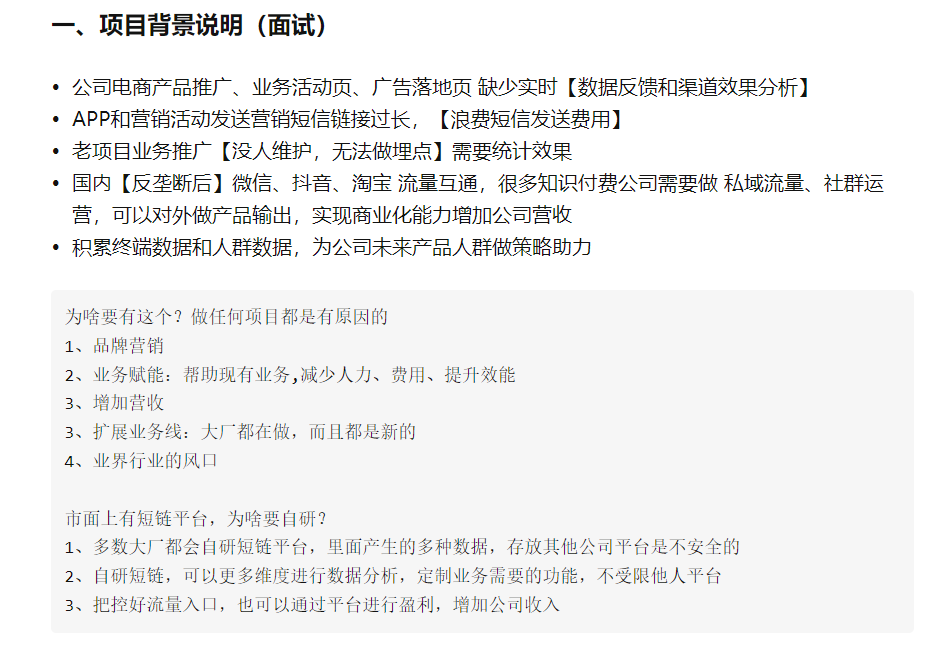 一、项目背景说明（面试）
• 公司电商产品推广、业务活动页、广告落地页 缺少实时【数据反馈和渠道效果分析】
• APP和营销活动发送营销短信链接过长，【浪费短信发送费用】
• 老项目业务推广【没人维护，无法做埋点】需要统计效果
• 国内【反垄断后】微信、抖音、淘宝 流量互通，很多知识付费公司需要做 私域流量、社群运
营，可以对外做产品输出，实现商业化能力增加公司营收
• 积累终端数据和人群数据，为公司未来产品人群做策略助力
为啥要有这个？做任何项目都是有原因的
1、品牌营销
2、业务赋能：帮助现有业务,减少人力、费用、提升效能
3、增加营收
3、扩展业务线：大厂都在做，而且都是新的
4、业界行业的风口
市面上有短链平台，为啥要自研？
1、多数大厂都会自研短链平台，里面产生的多种数据，存放其他公司平台是不安全的
2、自研短链，可以更多维度进行数据分析，定制业务需要的功能，不受限他人平台
3、把控好流量入口，也可以通过平台进行盈利，增加公司收入